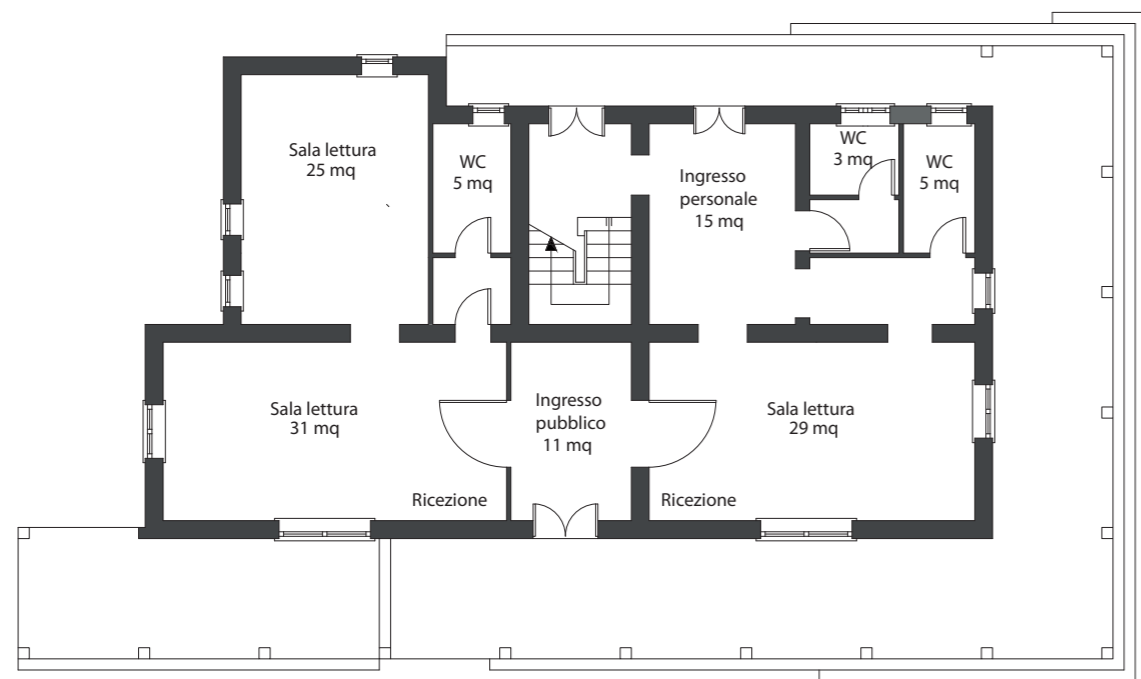 Sala lettura
25 mq
WC
5 mq
Ingresso
personale
15 mq
WC
3 mq
WC
5 mq
Sala lettura
31 mq
Ricezione
Ingresso
pubblico
11 mq
Sala lettura
29 mq
Ricezione